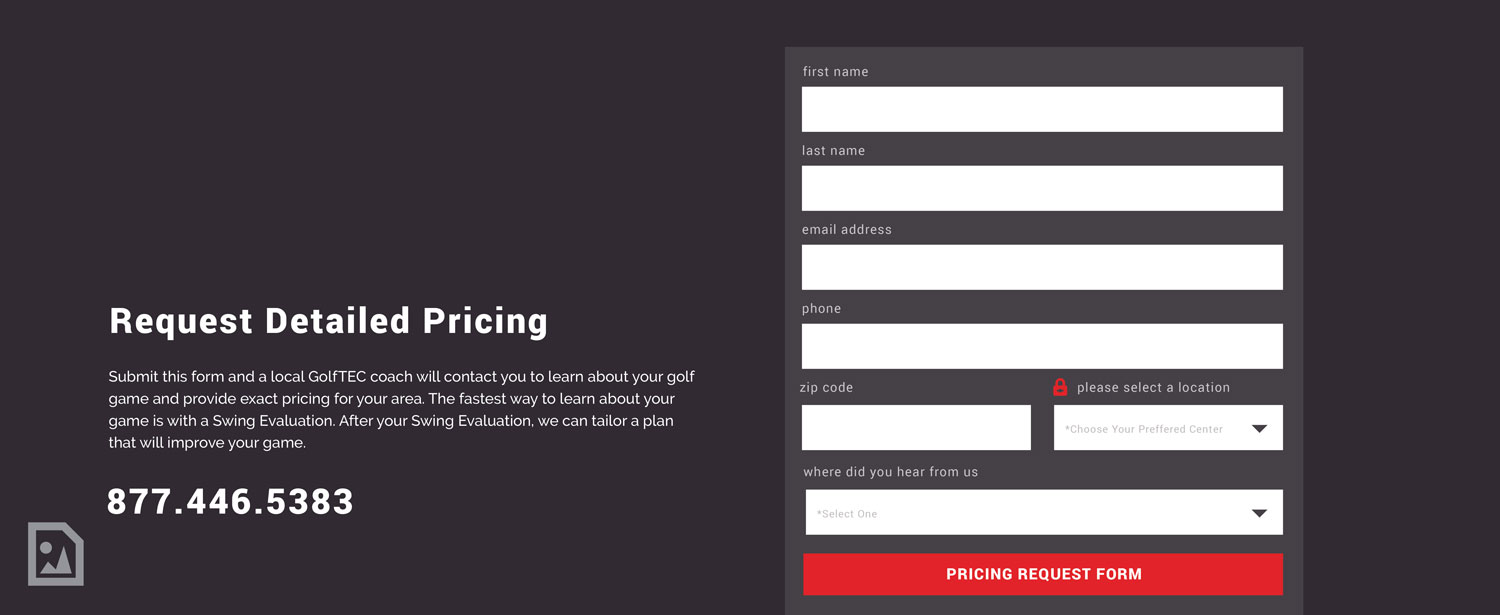 Request Detailed Pricing
Submit this form and a local GolfTEC coach will contact you to learn about your golf
game and provide exact pricing for your area. The fastest way to learn about your
game is with a Swing Evaluation. After your Swing Evaluation, we can tailor a plan
that will improve your game.
877.446.5383
first name
last name
email address
phone
zip code
please select a location
*Choose Your Preffered Center
where did you hear from us
*Select One
PRICING REQUEST FORM